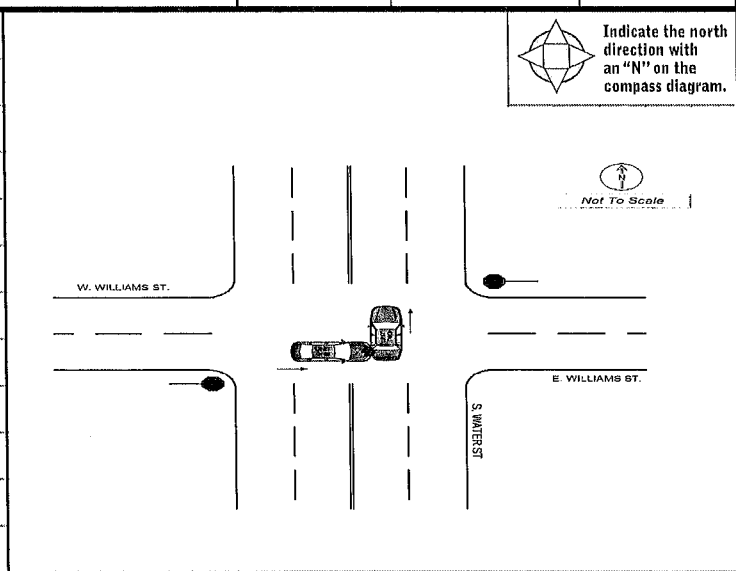 Indicate the north
direction with
an "N" on the
compass diagram.
N
Not To Scale
W. WILLIAMS ST.
E. WILLIAMS ST.
S. WATER ST